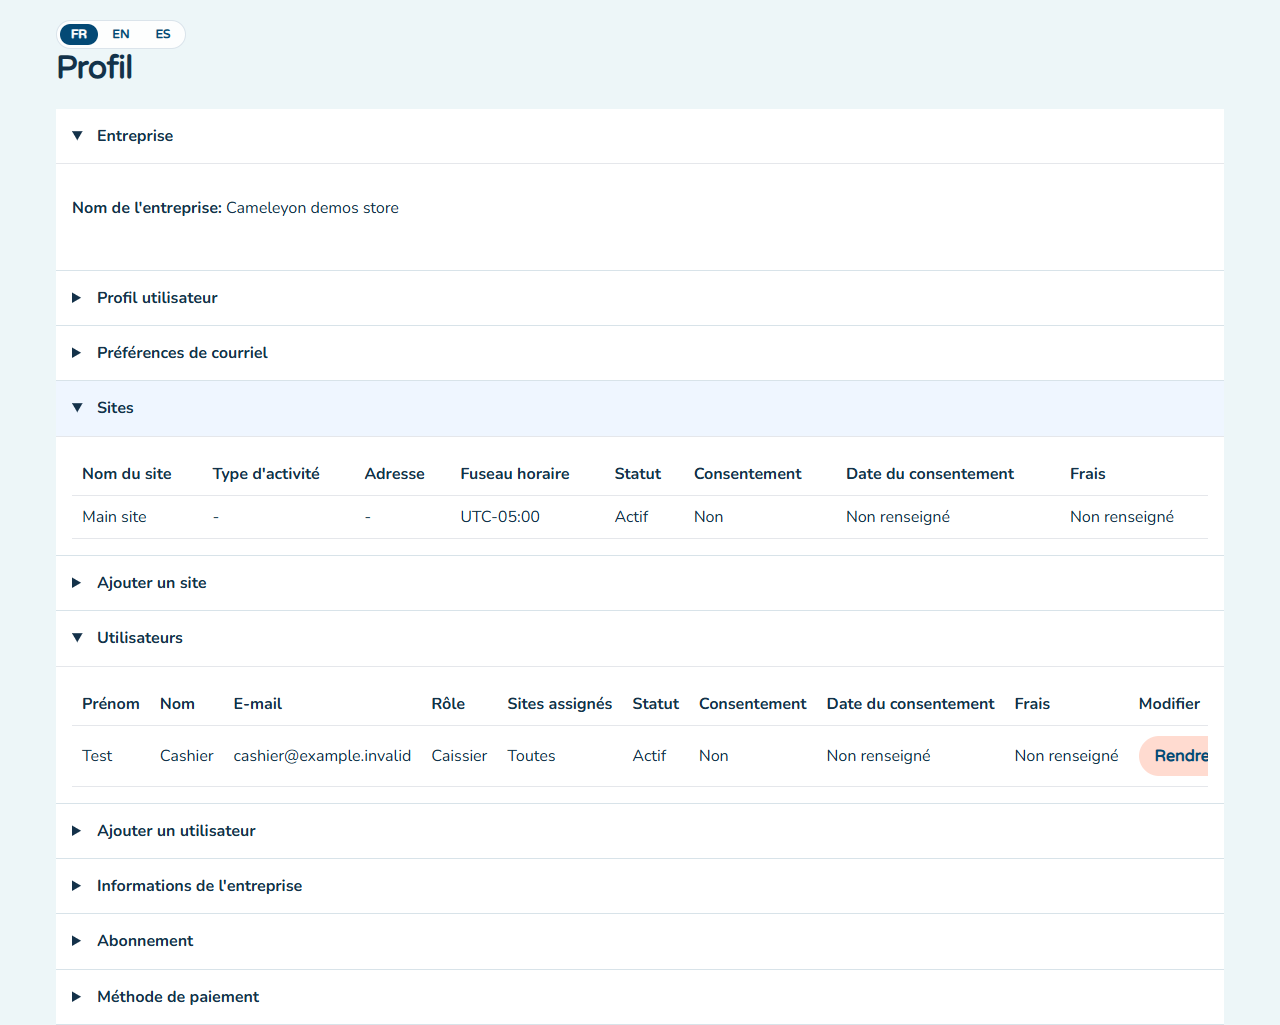 FR EN ES
Profil
Entreprise
Nom de l'entreprise: Cameleyon demos store
Profil utilisateur
Préférences de courriel
Sites
Nom du site Type d'activité Adresse Fuseau horaire Statut Consentement Date du consentement Frais
Main site - - UTC-05:00 Actif Non Non renseigné Non renseigné
Ajouter un site
Utilisateurs
Prénom Nom E-mail Rôle Sites assignés Statut Consentement Date du consentement Frais Modifier
Test Cashier cashier@example.invalid Caissier Toutes Actif Non Non renseigné Non renseigné Rendre
Ajouter un utilisateur
Informations de l'entreprise
Abonnement
Méthode de paiement